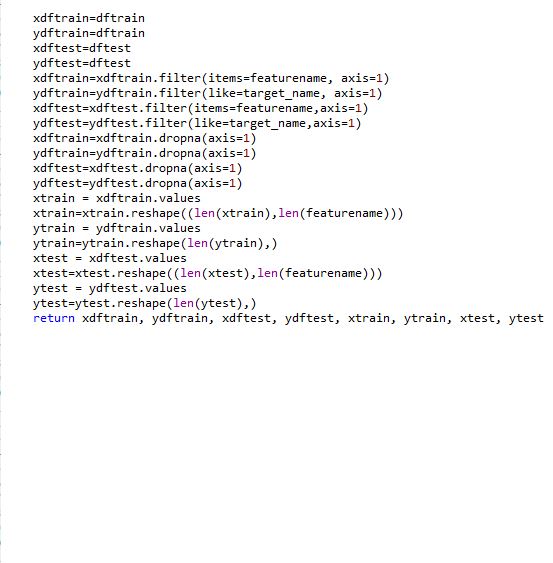 xdftrain=dftrain
ydftrain=dftrain
xdftest=dftest
ydftest=dftest
xdftrain=xdftrain.filter(items=featurename, axis=1)
ydftrain=ydftrain.filter(like=target_name, axis=1)
xdftest=xdftest.filter(items=featurename,axis=1)
ydftest=ydftest.filter(like=target_name,axis=1)
xdftrain=xdftrain.dropna(axis=1)
ydftrain=ydftrain.dropna(axis=1)
xdftest=xdftest.dropna(axis=1)
ydftest=ydftest.dropna(axis=1)
xtrain = xdftrain.values
xtrain=xtrain.reshape((len(xtrain),len(featurename)))
ytrain = ydftrain.values
ytrain=ytrain.reshape(len(ytrain),)
xtest = xdftest.values
xtest=xtest.reshape((len(xtest),len(featurename)))
ytest = ydftest.values
ytest=ytest.reshape(len(ytest),)
return xdftrain, ydftrain, xdftest, ydftest, xtrain, ytrain, xtest, ytest